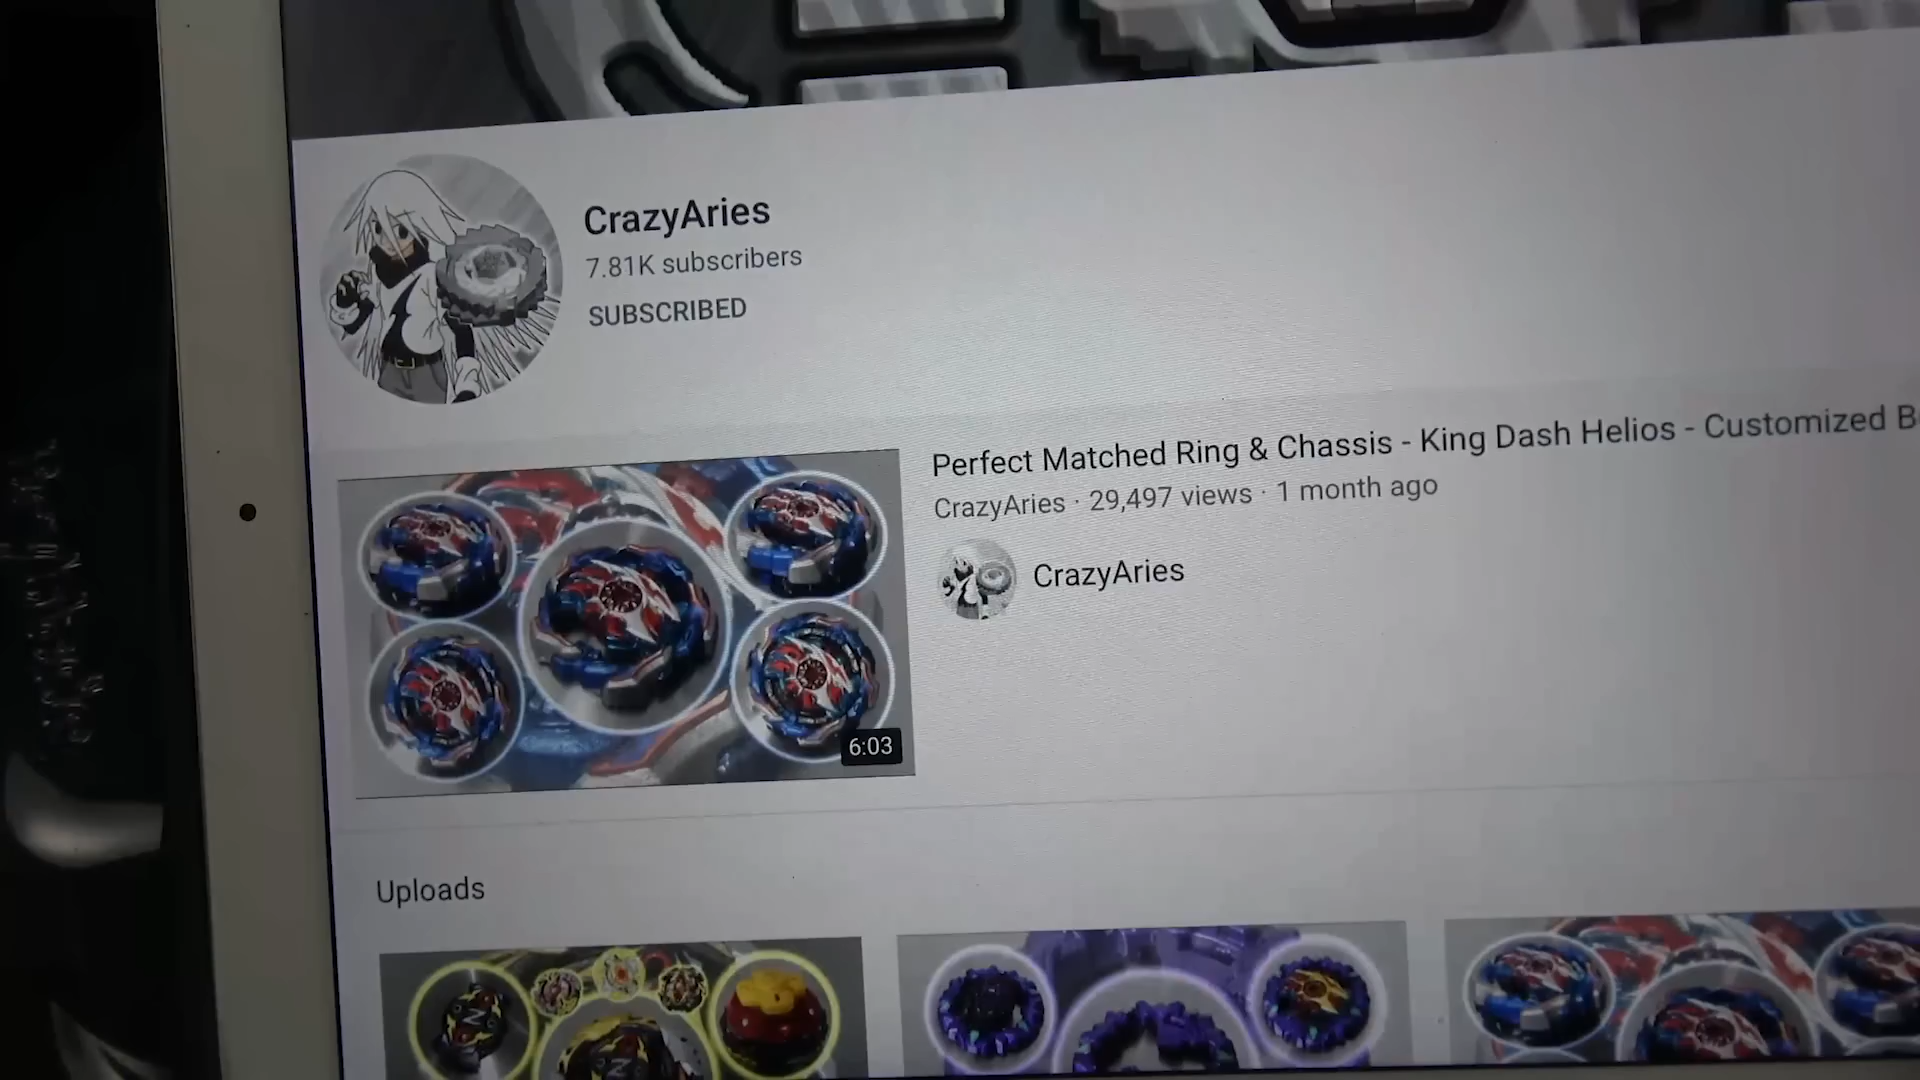 CrazyAries
7.81K subscribers
SUBSCRIBED
Perfect Matched Ring & Chassis - King Dash Helios - Customized B
CrazyAries · 29,497 views · 1 month ago
CrazyAries
6:03
Uploads